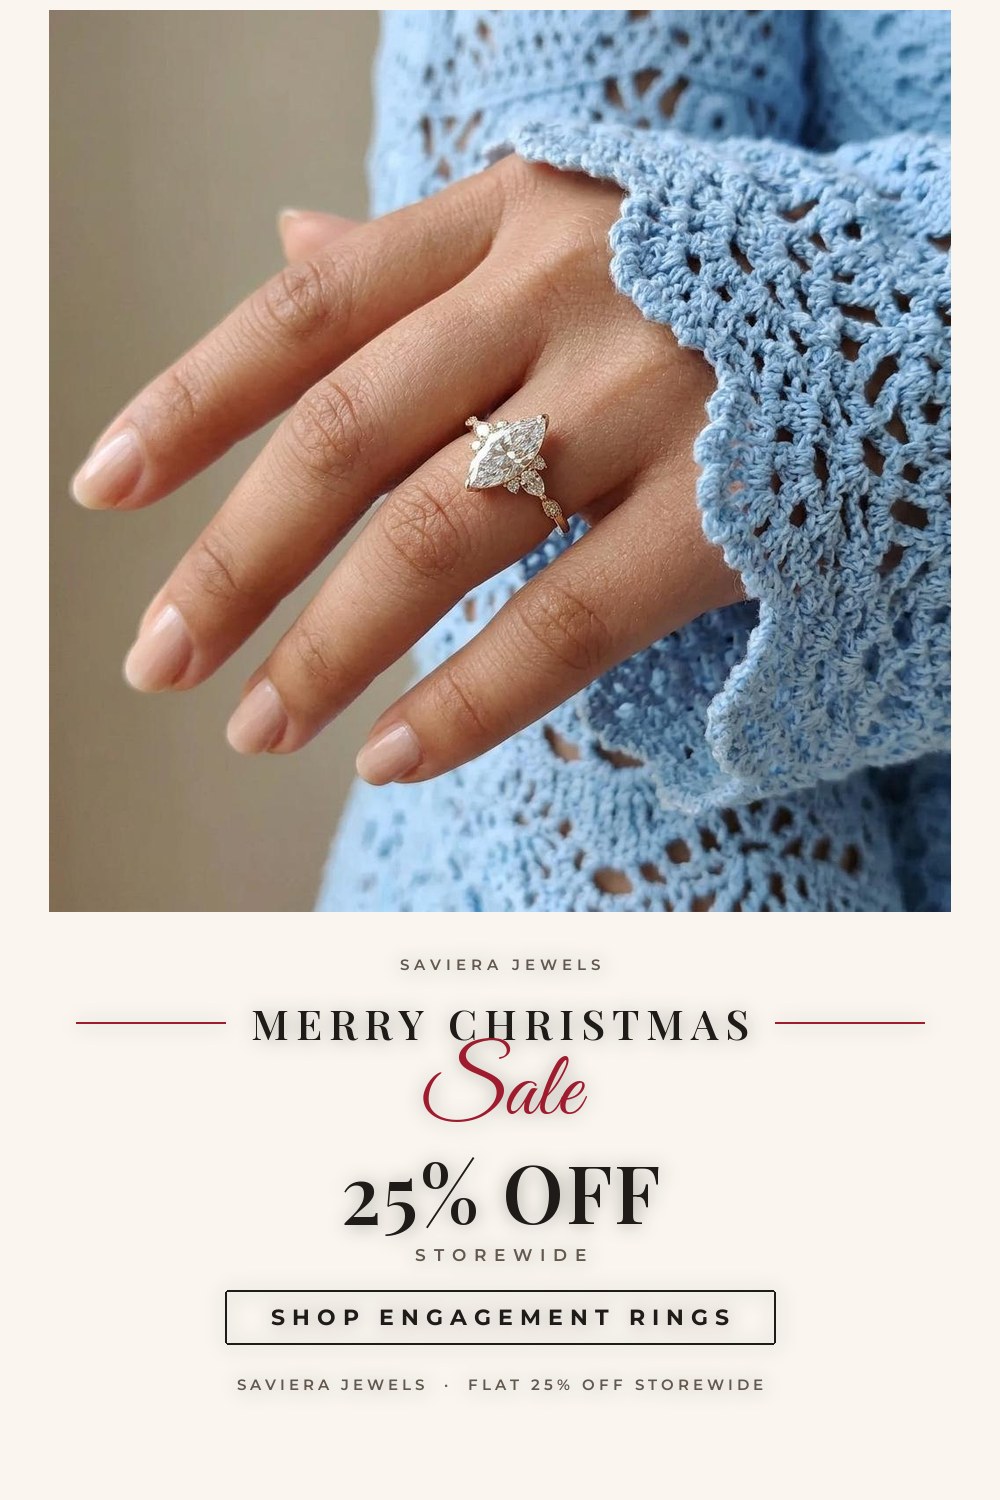 SAVIERA JEWELS
MERRY CHRISTMAS
Sale
25% OFF
STOREWIDE
SHOP ENGAGEMENT RINGS
SAVIERA JEWELS · FLAT 25% OFF STOREWIDE